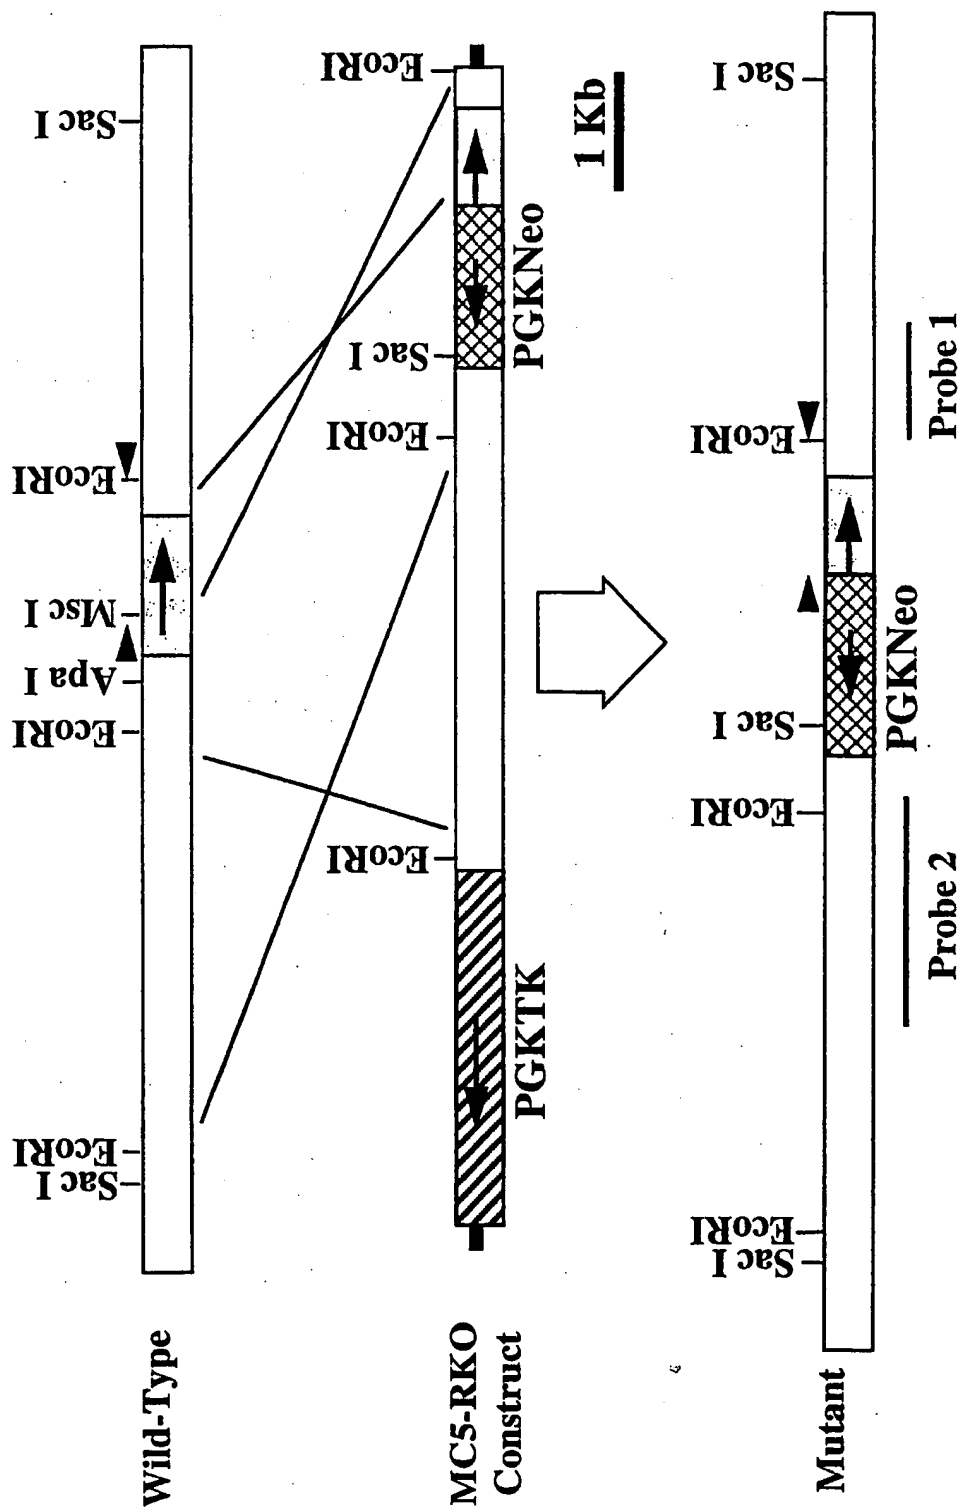 Wild-Type
Sac I
EcoRI
EcoRI
Apa I
Msc I
EcoRI
Sac I
MC5-RKO
Construct
EcoRI
EcoRI
Sac I
EcoRI
PGKTK
PGKNeo
1 Kb
Mutant
Sac I
EcoRI
EcoRI
Sac I
EcoRI
Sac I
PGKNeo
Probe 2
Probe 1